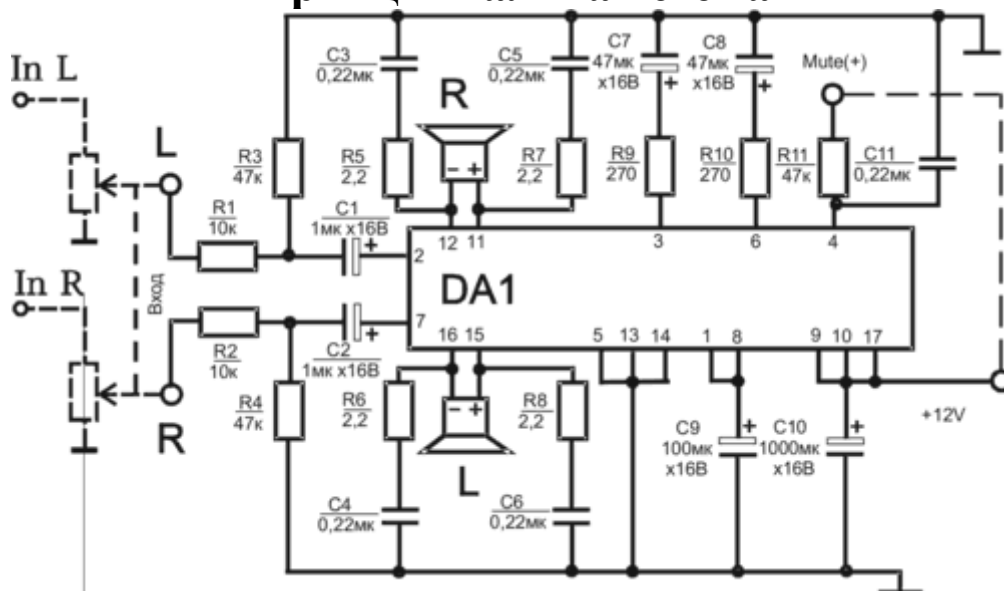 In L
L
R3
47к
C3
0,22мк
R5
2,2
R
C5
0,22мк
R7
2,2
C7
47мк
x16В
R9
270
C8
47мк
x16В
R10
270
Mute(+)
R11
47к
C11
0,22мк
R1
10к
C1
1мк x16В
12 11 3 6 4
2
DA1
7
16 15 5 13 14 1 8 9 10 17
In R
Вход
R2
10к
C2
1мк x16В
R
R4
47к
R6
2,2
R8
2,2
L
C4
0,22мк
C6
0,22мк
C9
100мк
x16В
C10
1000мк
x16В
+12V